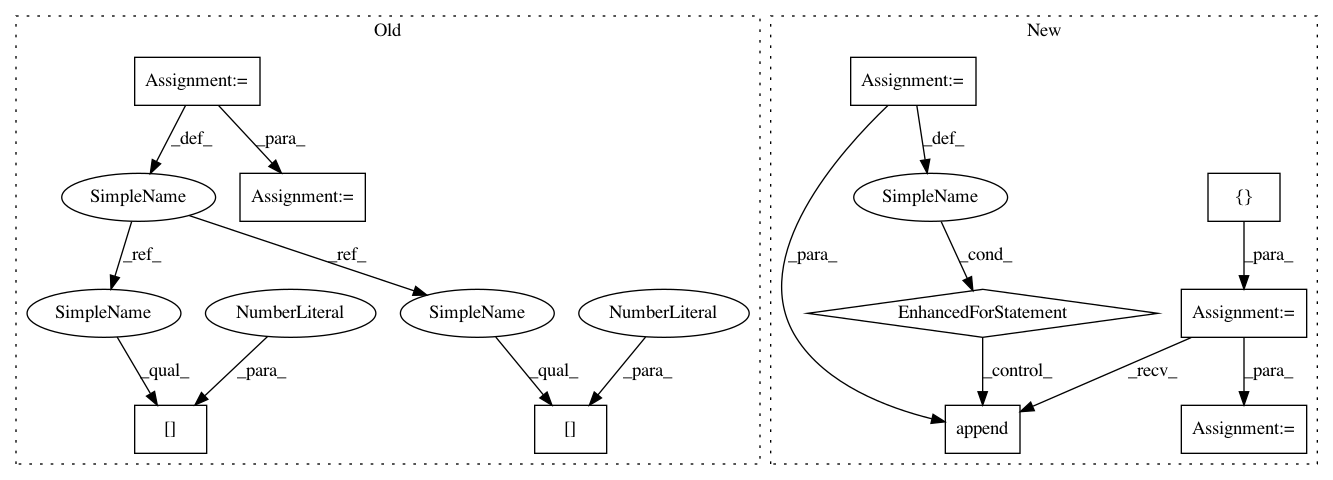 Old
New
Assignment:=
Assignment:=
_def_
_para_
_def_
SimpleName
Assignment:=
SimpleName
{}
_ref_
_ref_
_para_
_cond_
_para_
SimpleName
NumberLiteral
SimpleName
NumberLiteral
EnhancedForStatement
Assignment:=
_qual_
_para_
_qual_
_para_
_control_
_recv_
_para_
[]
[]
append
Assignment:=